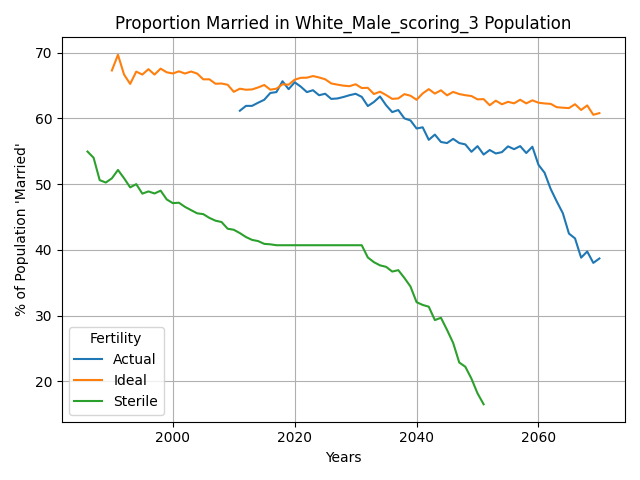 Proportion Married in White_Male_scoring_3 Population
% of Population 'Married'
70
60
50
40
30
20
Fertility
Actual
Ideal
Sterile
2000
2020
2040
2060
Years